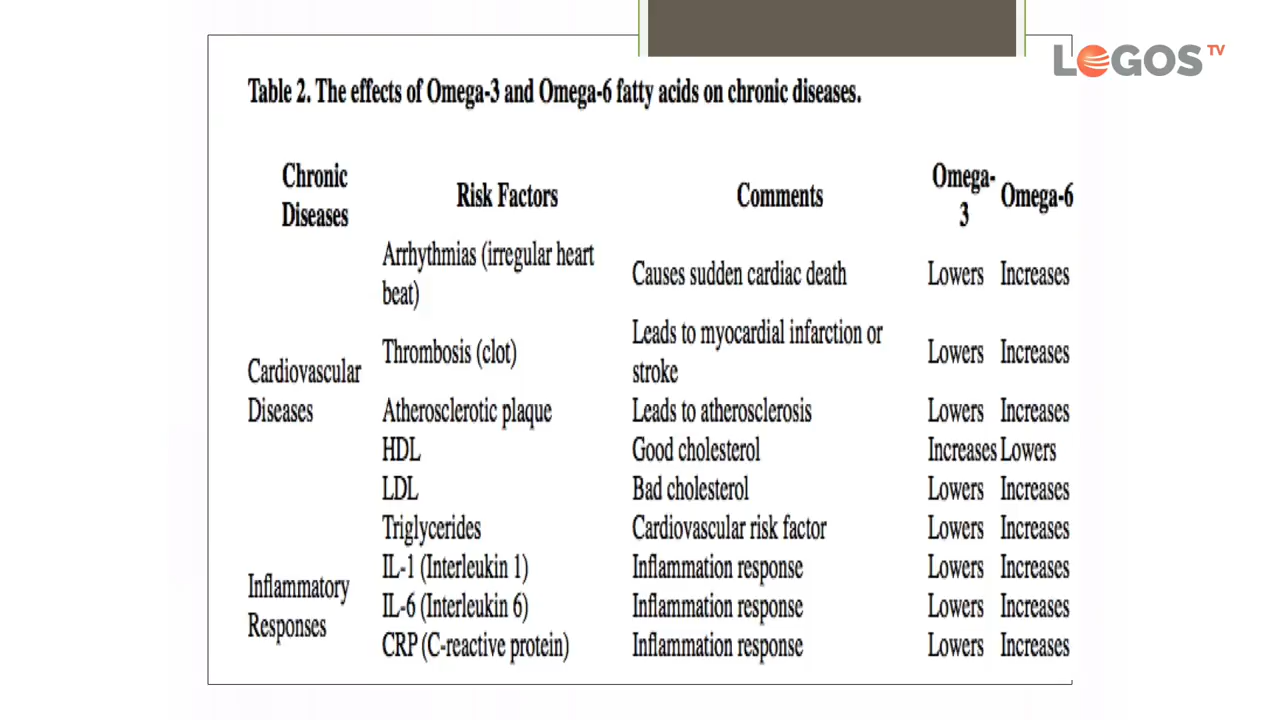 LOGOS TV
Table 2. The effects of Omega-3 and Omega-6 fatty acids on chronic diseases.
Chronic Diseases Risk Factors Comments Omega-3 Omega-6
Cardiovascular Diseases
Arrhythmias (irregular heart beat) Causes sudden cardiac death Lowers Increases
Thrombosis (clot) Leads to myocardial infarction or stroke Lowers Increases
Atherosclerotic plaque Leads to atherosclerosis Lowers Increases
HDL Good cholesterol Increases Lowers
LDL Bad cholesterol Lowers Increases
Triglycerides Cardiovascular risk factor Lowers Increases
Inflammatory Responses
IL-1 (Interleukin 1) Inflammation response Lowers Increases
IL-6 (Interleukin 6) Inflammation response Lowers Increases
CRP (C-reactive protein) Inflammation response Lowers Increases